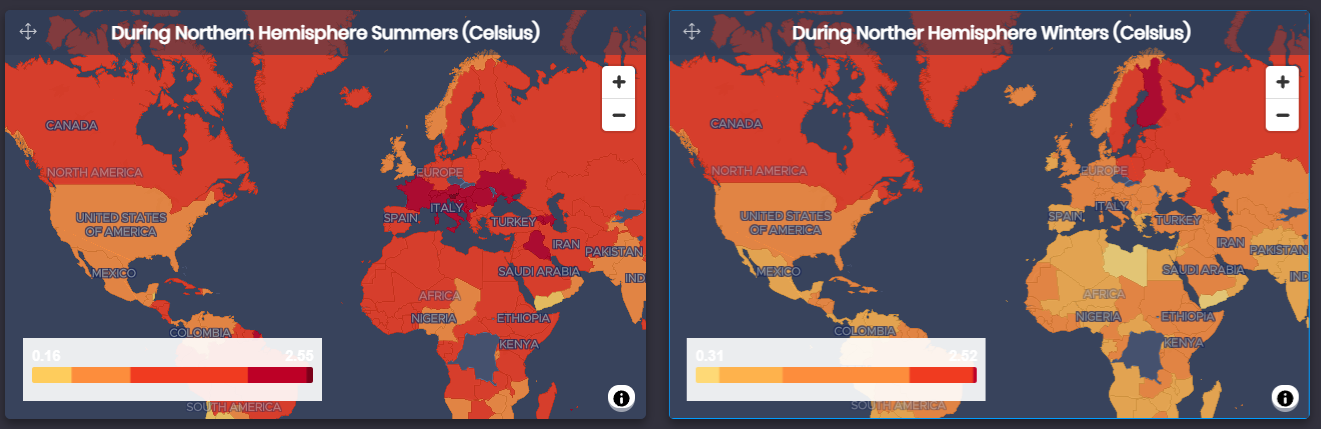 During Northern Hemisphere Summers (Celsius)
+
−
CANADA
NORTH AMERICA
EUROPE
UNITED STATES
OF AMERICA
ITALY
SPAIN
TURKEY
IRAN
PAKISTAN
MEXICO
SAUDI ARABIA
IND
AFRICA
NIGERIA
ETHIOPIA
COLOMBIA
KENYA
0.16 2.55
SOUTH AMERICA
i
During Norther Hemisphere Winters (Celsius)
+
−
CANADA
NORTH AMERICA
EUROPE
UNITED STATES
OF AMERICA
ITALY
SPAIN
TURKEY
IRAN
PAKISTAN
MEXICO
SAUDI ARABIA
IND
AFRICA
NIGERIA
ETHIOPIA
COLOMBIA
KENYA
0.31 2.52
SOUTH AMERICA
i